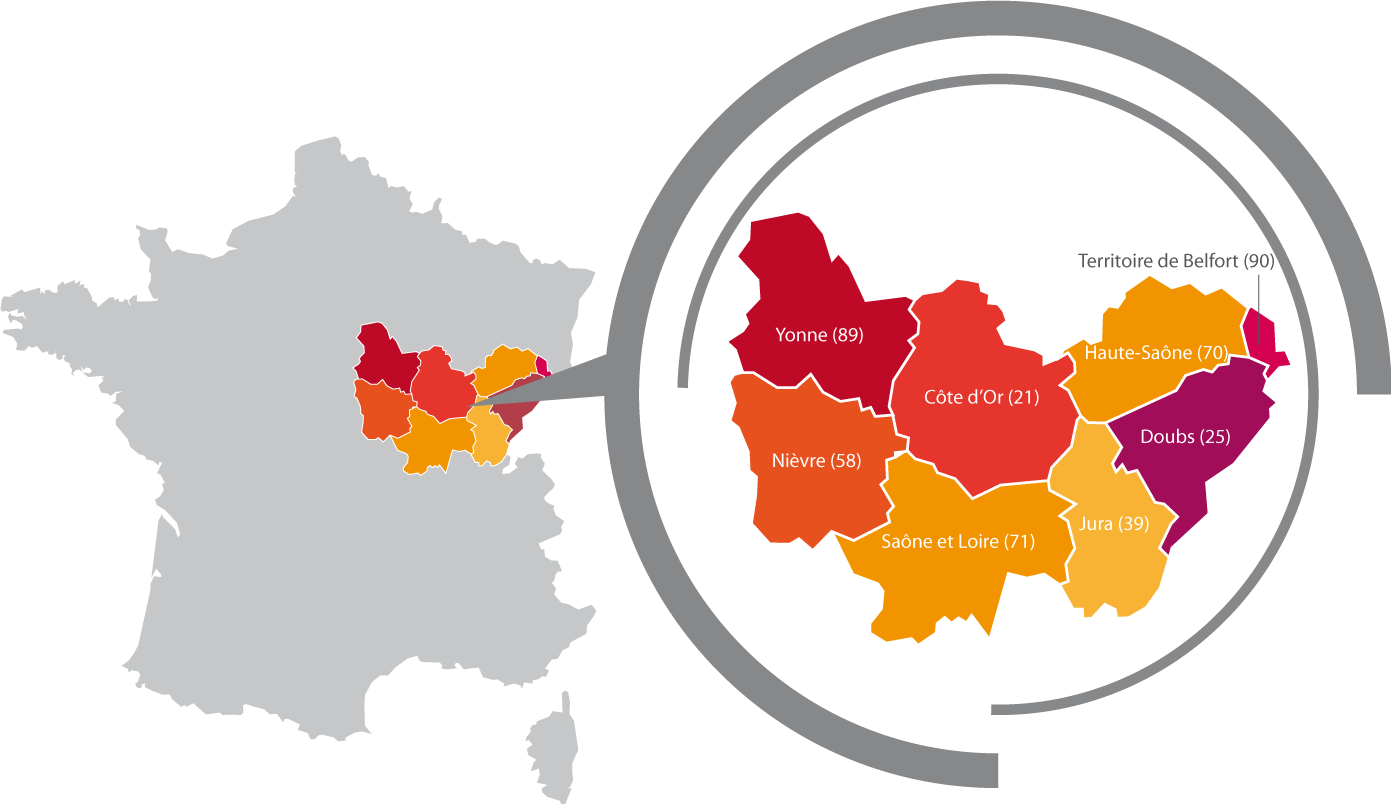 Territoire de Belfort (90)
Yonne (89)
Haute-Saône (70)
Côte d’Or (21)
Doubs (25)
Nièvre (58)
Jura (39)
Saône et Loire (71)